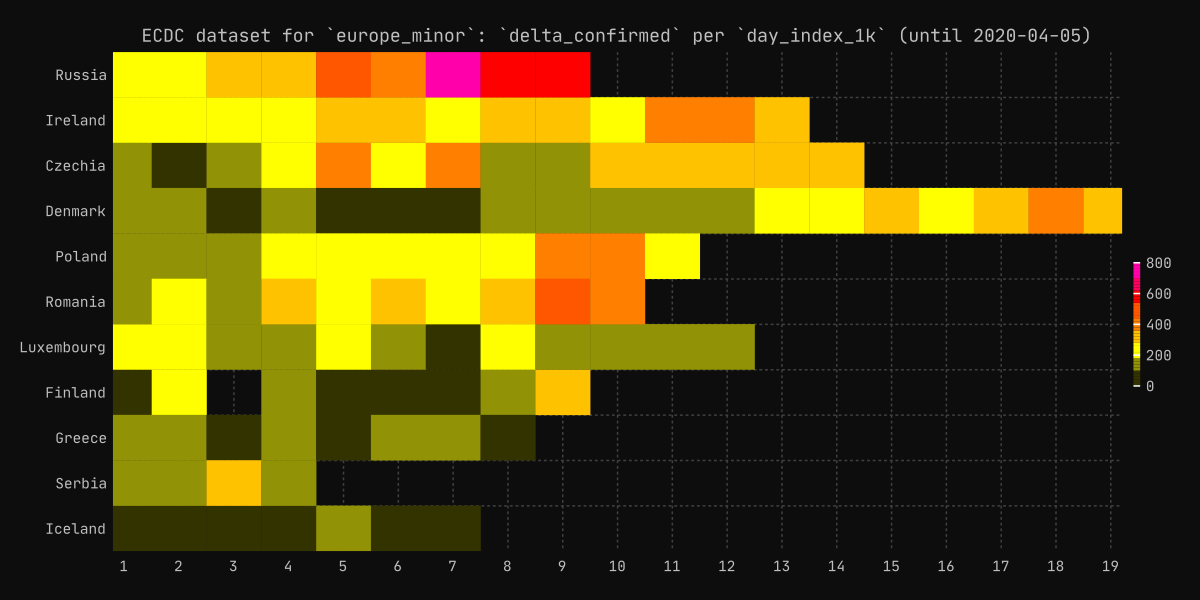 ECDC dataset for `europe_minor`: `delta_confirmed` per `day_index_1k` (until 2020-04-05)
Russia
Ireland
Czechia
Denmark
Poland
Romania
Luxembourg
Finland
Greece
Serbia
Iceland
1 2 3 4 5 6 7 8 9 10 11 12 13 14 15 16 17 18 19
800
600
400
200
0